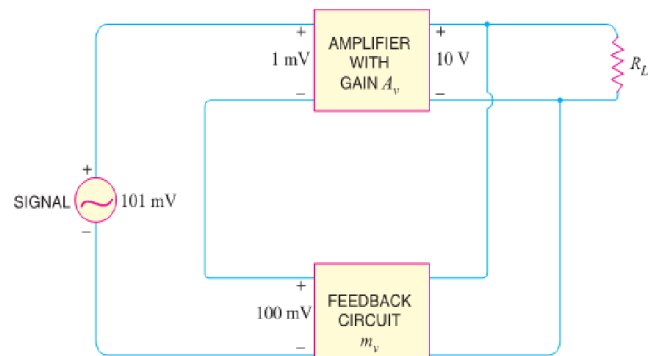 +
+
1 mV
AMPLIFIER
WITH
GAIN Av
10 V
RL
–
–
+
SIGNAL
101 mV
–
+
100 mV
FEEDBACK
CIRCUIT
mv
–